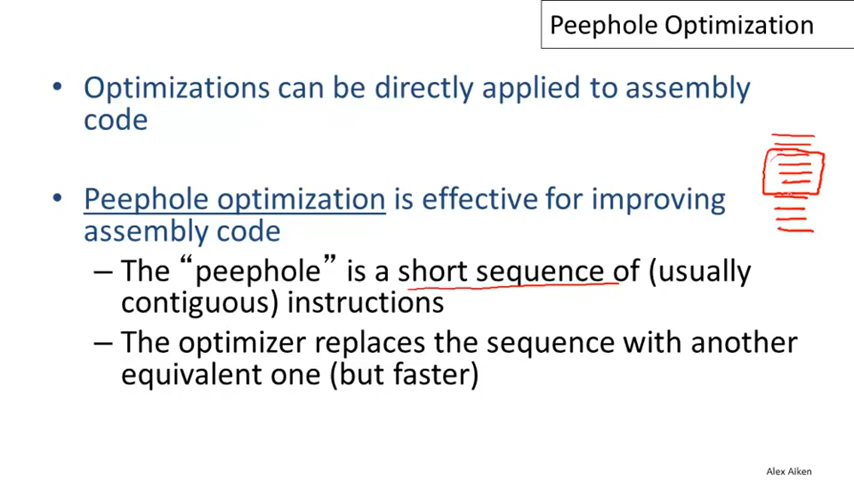 Peephole Optimization
• Optimizations can be directly applied to assembly
code
• Peephole optimization is effective for improving
assembly code
– The “peephole” is a short sequence of (usually
contiguous) instructions
– The optimizer replaces the sequence with another
equivalent one (but faster)
Alex Aiken